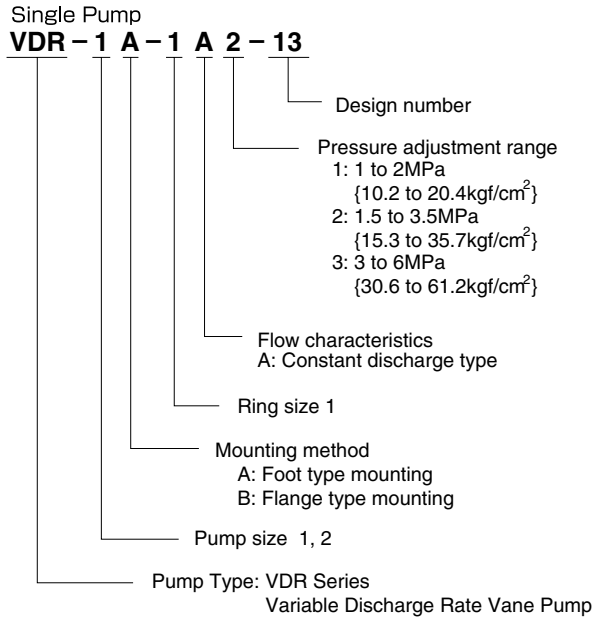 Single Pump
VDR – 1 A – 1 A 2 – 13
Design number
Pressure adjustment range
1: 1 to 2MPa
{10.2 to 20.4kgf/cm²}
2: 1.5 to 3.5MPa
{15.3 to 35.7kgf/cm²}
3: 3 to 6MPa
{30.6 to 61.2kgf/cm²}
Flow characteristics
A: Constant discharge type
Ring size 1
Mounting method
A: Foot type mounting
B: Flange type mounting
Pump size 1, 2
Pump Type: VDR Series
Variable Discharge Rate Vane Pump